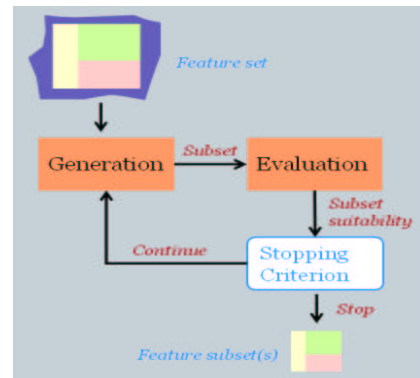 Feature set
Generation
Subset
Evaluation
Subset
suitability
Continue
Stopping
Criterion
Stop
Feature subset(s)